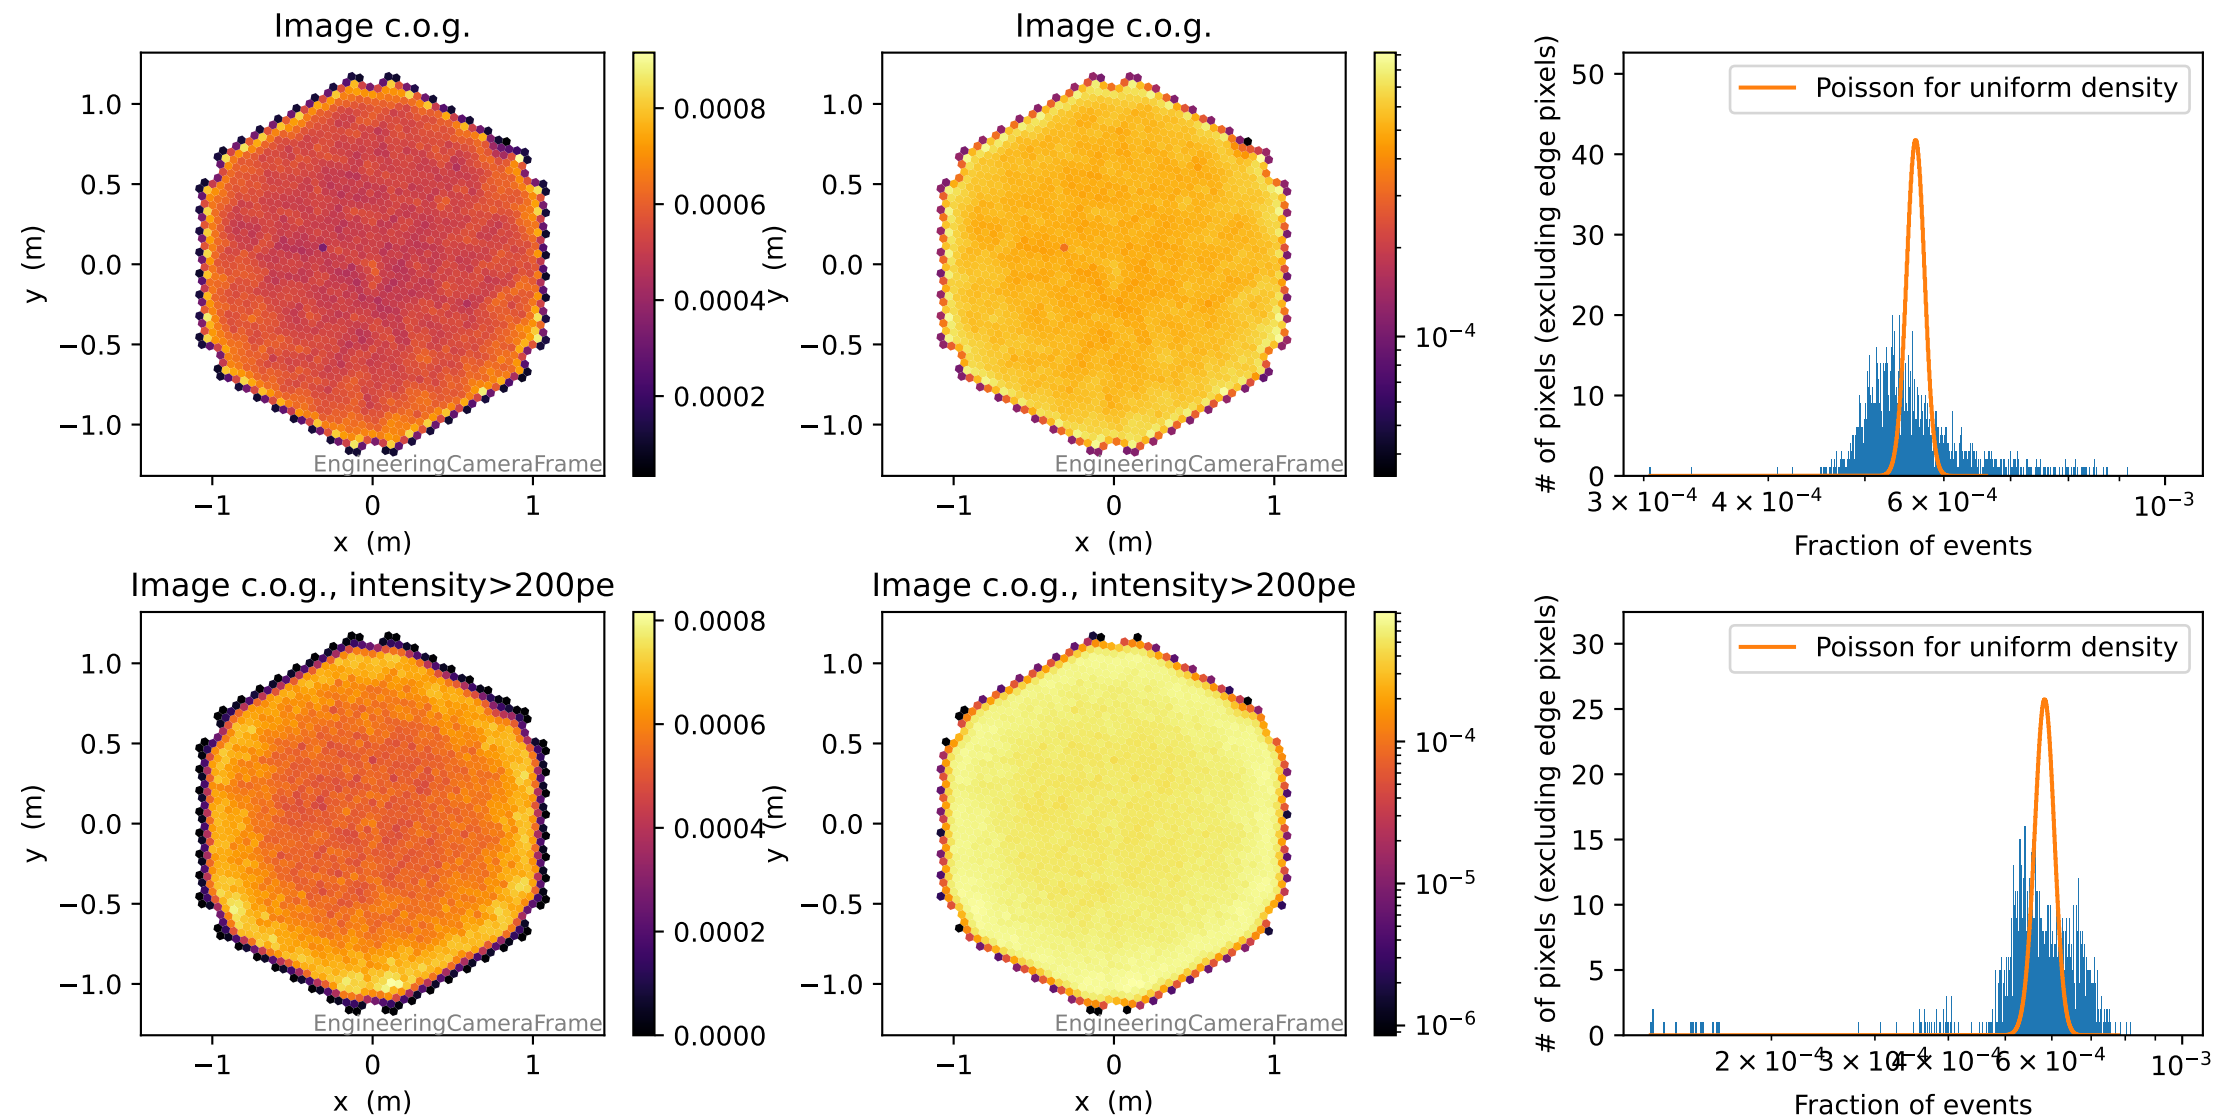 Image c.o.g.
1.0
0.5
0.0
−0.5
−1.0
y (m)
−1 0 1
x (m)
EngineeringCameraFrame
0.0008
0.0006
0.0004
0.0002
Image c.o.g.
1.0
0.5
0.0
−0.5
−1.0
y (m)
−1 0 1
x (m)
EngineeringCameraFrame
10⁻⁴
Poisson for uniform density
50
40
30
20
10
0
# of pixels (excluding edge pixels)
3 × 10⁻⁴ 4 × 10⁻⁴ 6 × 10⁻⁴ 10⁻³
Fraction of events
Image c.o.g., intensity>200pe
1.0
0.5
0.0
−0.5
−1.0
y (m)
−1 0 1
x (m)
EngineeringCameraFrame
0.0008
0.0006
0.0004
0.0002
0.0000
Image c.o.g., intensity>200pe
1.0
0.5
0.0
−0.5
−1.0
y (m)
−1 0 1
x (m)
EngineeringCameraFrame
10⁻⁴
10⁻⁵
10⁻⁶
Poisson for uniform density
30
25
20
15
10
5
0
# of pixels (excluding edge pixels)
2 × 10⁻⁴ 3 × 10⁻⁴ 4 × 10⁻⁴ 6 × 10⁻⁴ 10⁻³
Fraction of events